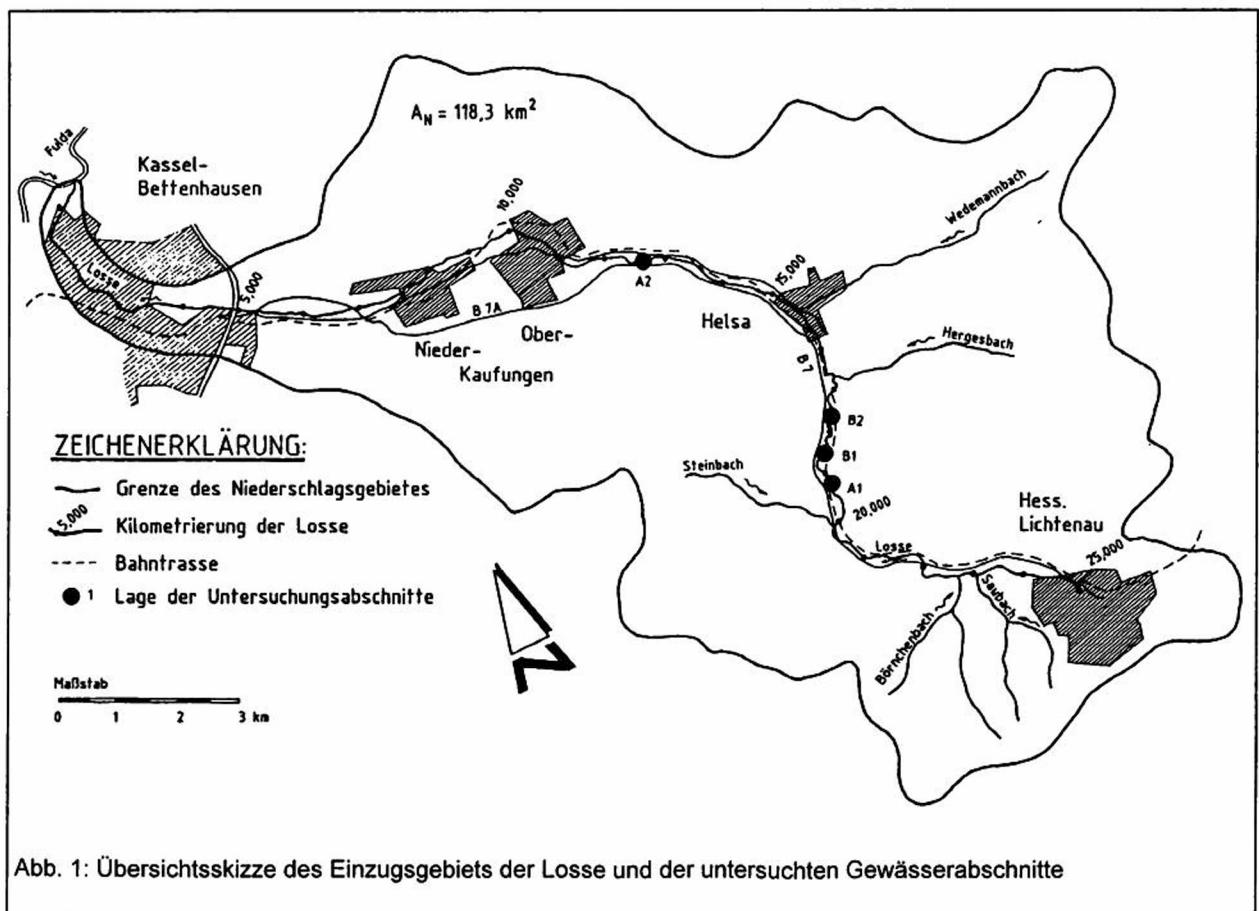 A_N = 118,3 km²
Fulda
Kassel-
Bettenhausen
Losse
5,000
10,000
B 7A
Nieder-
Kaufungen
Ober-
A2
Helsa
15,000
Wedemannbach
Hergesbach
B 7
B2
B1
A1
Steinbach
20,000
Losse
Hess.
Lichtenau
25,000
Saubach
Börnchenbach
ZEICHENERKLÄRUNG:
Grenze des Niederschlagsgebietes
5,000 Kilometrierung der Losse
Bahntrasse
1 Lage der Untersuchungsabschnitte
N
Maßstab
0 1 2 3 km
Abb. 1: Übersichtsskizze des Einzugsgebiets der Losse und der untersuchten Gewässerabschnitte